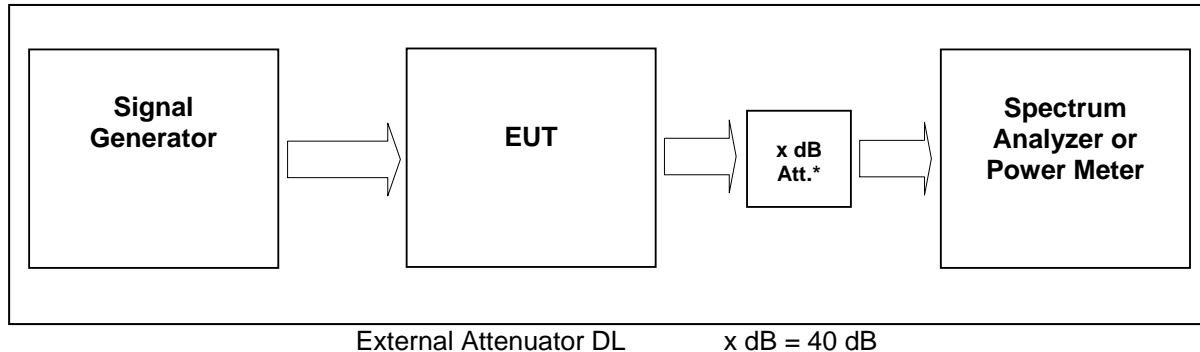 Signal
Generator
EUT
x dB
Att.*
Spectrum
Analyzer or
Power Meter
External Attenuator DL x dB = 40 dB